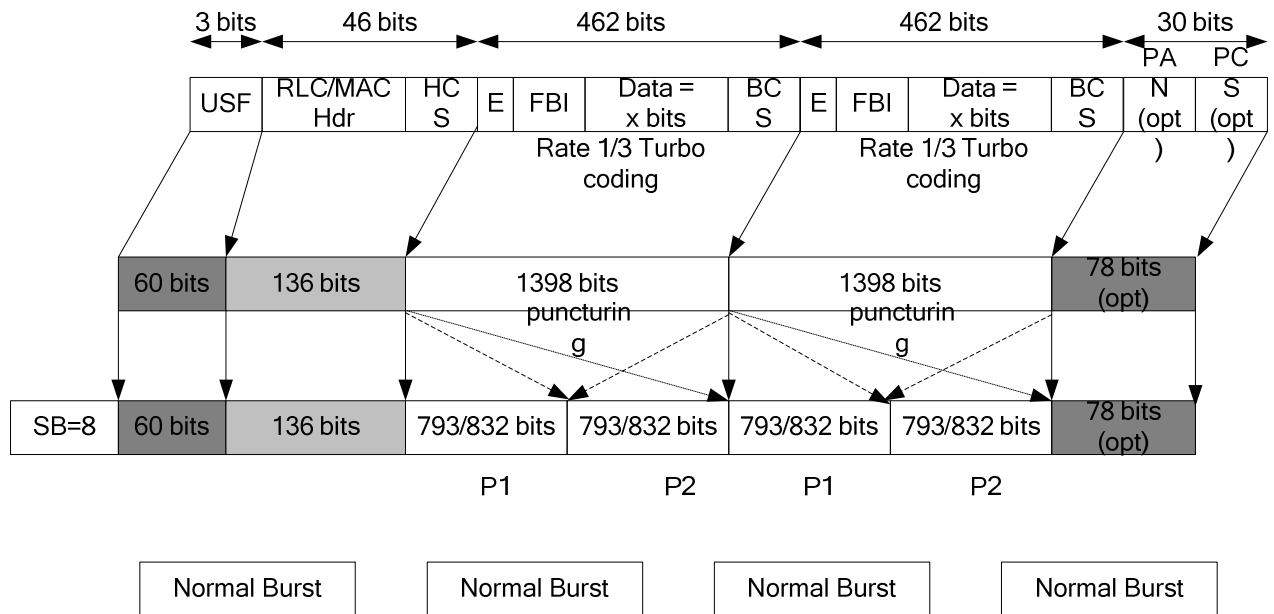 3 bits 46 bits 462 bits 462 bits 30 bits
USF
RLC/MAC
Hdr
HC
S
E
FBI
Data =
x bits
BC
S
E
FBI
Data =
x bits
BC
S
PA
N
(opt
)
PC
S
(opt
)
Rate 1/3 Turbo
coding
Rate 1/3 Turbo
coding
60 bits
136 bits
1398 bits
puncturin
g
1398 bits
puncturin
g
78 bits
(opt)
SB=8
60 bits
136 bits
793/832 bits
793/832 bits
793/832 bits
793/832 bits
78 bits
(opt)
P1 P2 P1 P2
Normal Burst Normal Burst Normal Burst Normal Burst